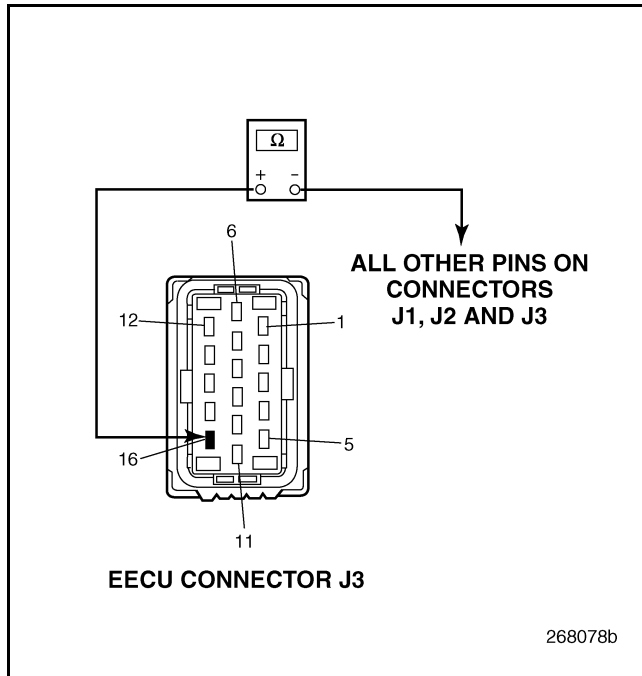 Ω
+ −
6
ALL OTHER PINS ON
CONNECTORS
J1, J2 AND J3
12
1
16
5
11
EECU CONNECTOR J3
268078b